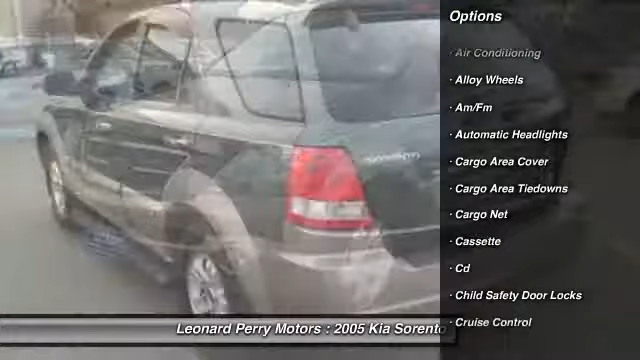 Options
· Air Conditioning
· Alloy Wheels
· Am/Fm
· Automatic Headlights
· Cargo Area Cover
· Cargo Area Tiedowns
· Cargo Net
· Cassette
· Cd
· Child Safety Door Locks
· Cruise Control
Leonard Perry Motors : 2005 Kia Sorento